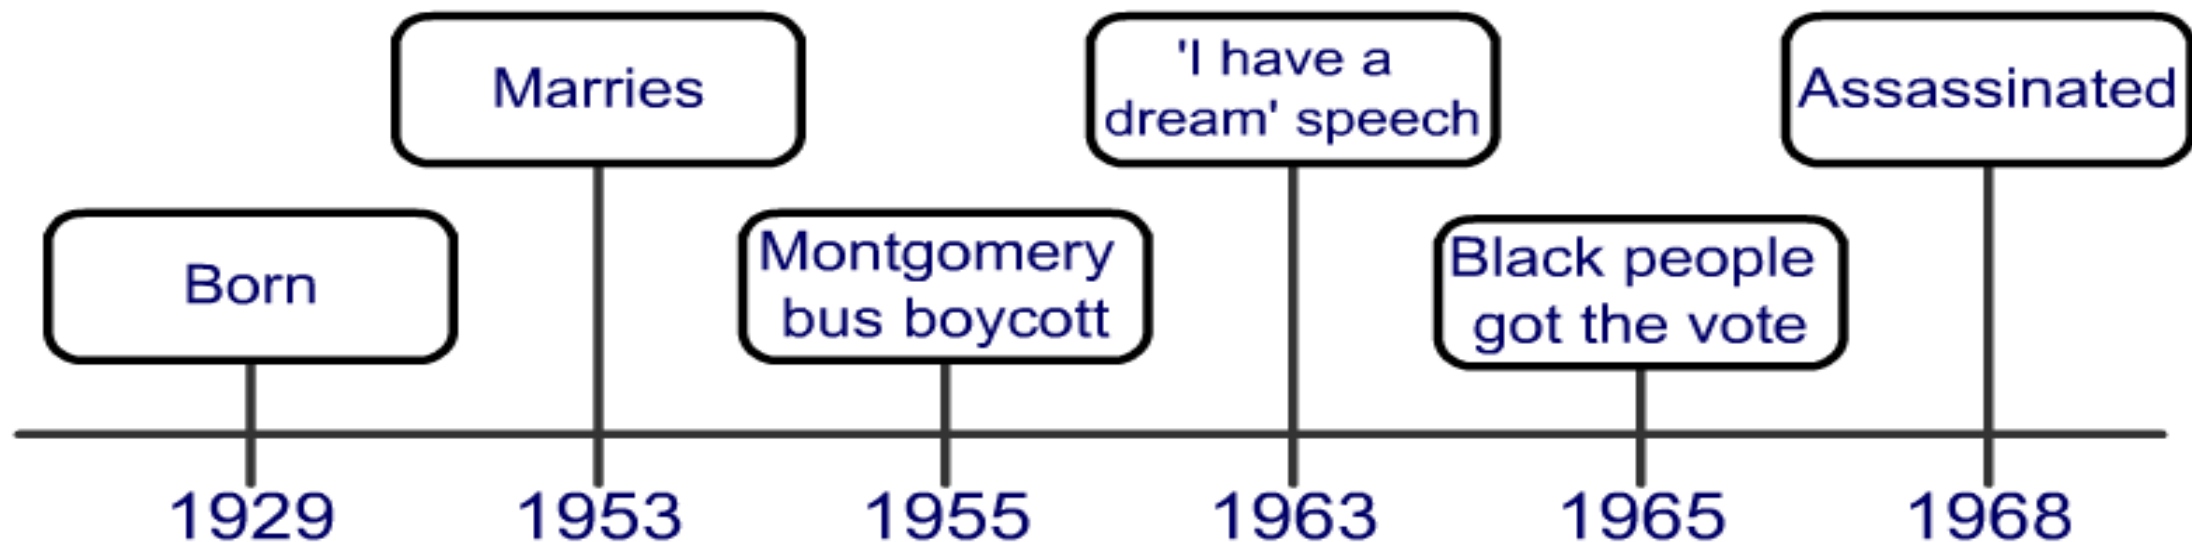 Born
Marries
Montgomery
bus boycott
'I have a
dream' speech
Black people
got the vote
Assassinated
1929
1953
1955
1963
1965
1968